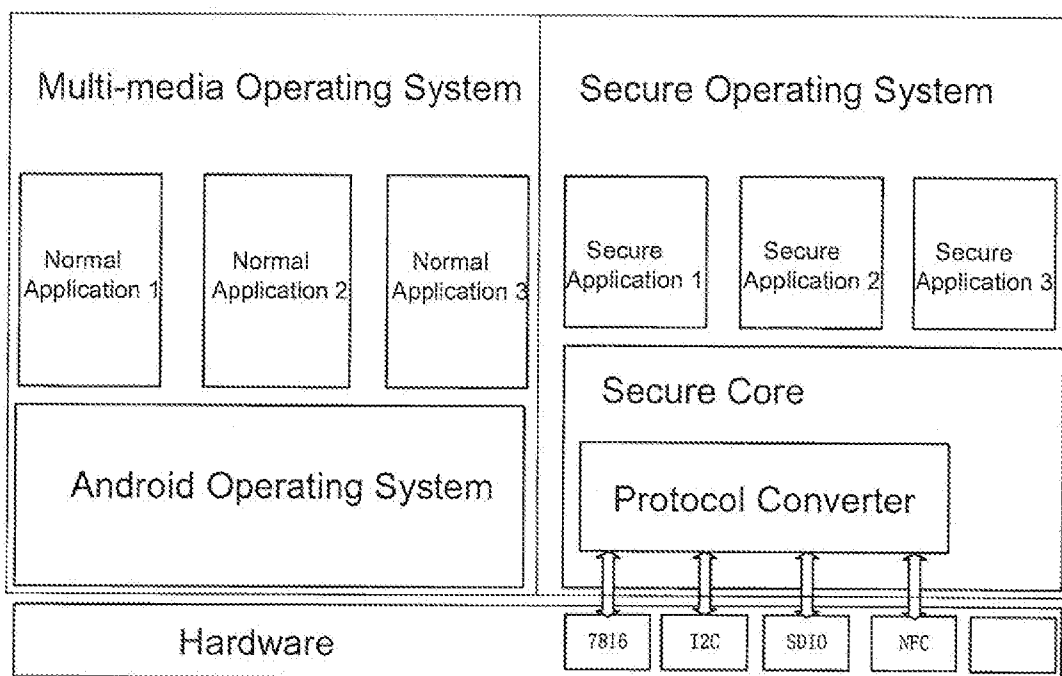 Multi-media Operating System
Secure Operating System
Normal
Application 1
Normal
Application 2
Normal
Application 3
Secure
Application 1
Secure
Application 2
Secure
Application 3
Android Operating System
Secure Core
Protocol Converter
Hardware
7816
I2C
SDIO
NFC